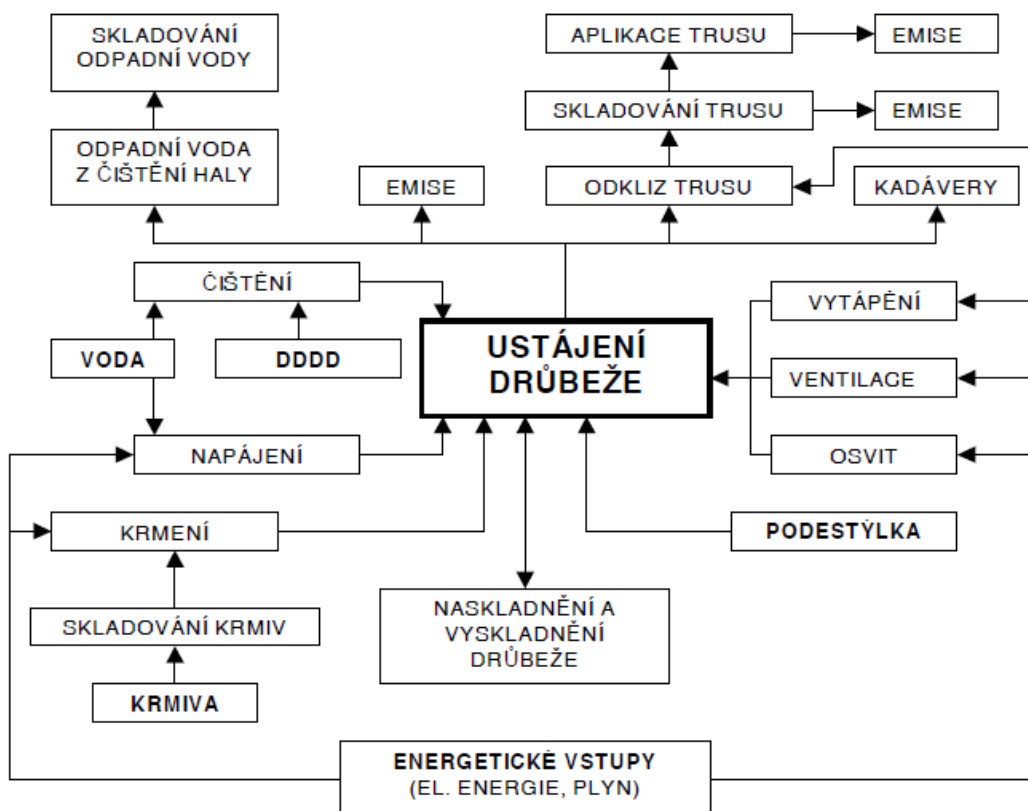 SKLADOVÁNÍ
ODPADNÍ VODY
APLIKACE TRUSU
EMISE
SKLADOVÁNÍ TRUSU
EMISE
ODPADNÍ VODA
Z ČIŠTĚNÍ HALY
EMISE
ODKLIZ TRUSU
KADÁVERY
ČIŠTĚNÍ
VYTÁPĚNÍ
VODA
DDDD
USTÁJENÍ
DRŮBEŽE
VENTILACE
NAPÁJENÍ
OSVIT
KRMENÍ
PODESTÝLKA
SKLADOVÁNÍ KRMIV
NASKLADNĚNÍ A
VYSKLADNĚNÍ
DRŮBEŽE
KRMIVA
ENERGETICKÉ VSTUPY
(EL. ENERGIE, PLYN)